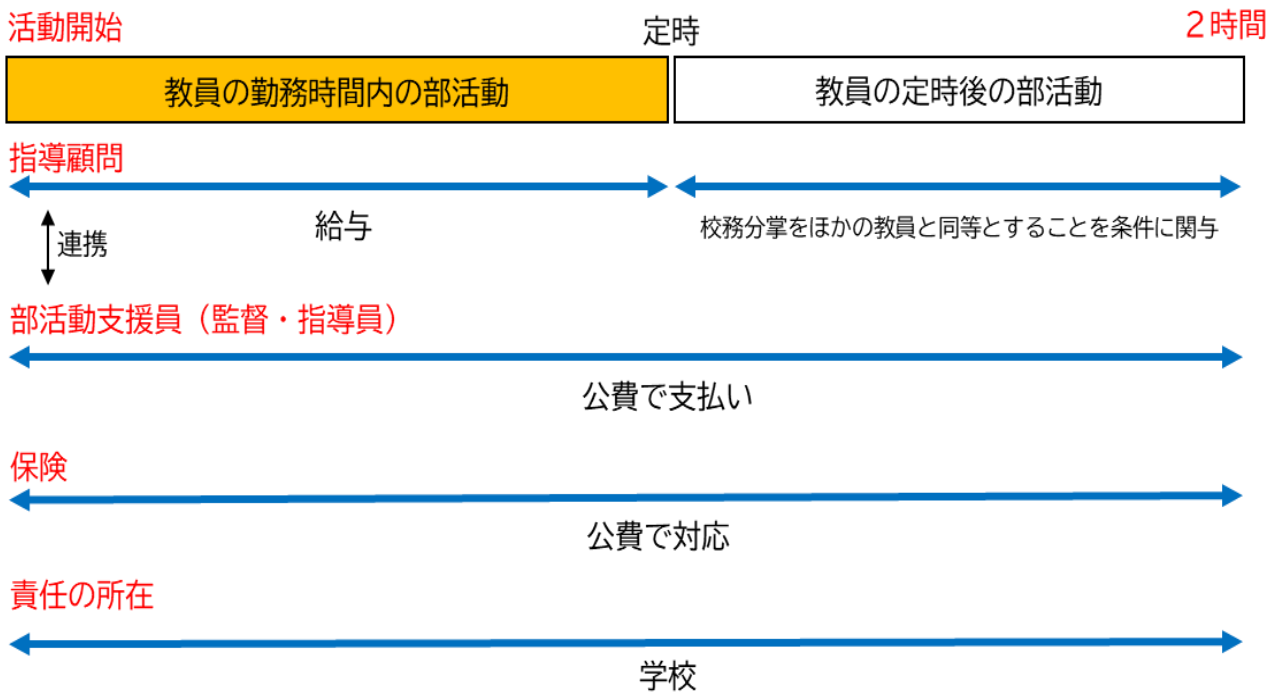 活動開始
定時
２時間
教員の勤務時間内の部活動
教員の定時後の部活動
指導顧問
給与
校務分掌をほかの教員と同等とすることを条件に関与
連携
部活動支援員（監督・指導員）
公費で支払い
保険
公費で対応
責任の所在
学校